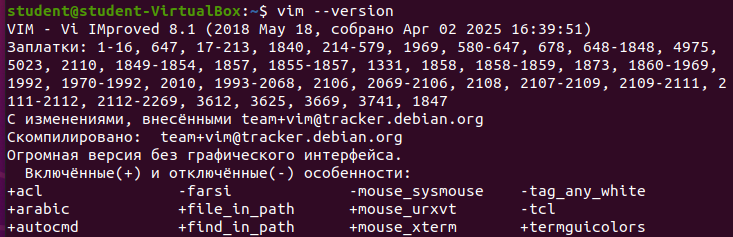 student@student-VirtualBox:~$ vim --version
VIM - Vi IMproved 8.1 (2018 May 18, собрано Apr 02 2025 16:39:51)
Заплатки: 1-16, 647, 17-213, 1840, 214-579, 1969, 580-647, 678, 648-1848, 4975,
5023, 2110, 1849-1854, 1857, 1855-1857, 1331, 1858, 1858-1859, 1873, 1860-1969,
1992, 1970-1992, 2010, 1993-2068, 2106, 2069-2106, 2108, 2107-2109, 2109-2111, 2
111-2112, 2112-2269, 3612, 3625, 3669, 3741, 1847
С изменениями, внесёнными team+vim@tracker.debian.org
Скомпилировано:  team+vim@tracker.debian.org
Огромная версия без графического интерфейса.
  Включённые(+) и отключённые(-) особенности:
+acl               -farsi             -mouse_sysmouse    -tag_any_white
+arabic            +file_in_path      +mouse_urxvt       -tcl
+autocmd           +find_in_path      +mouse_xterm       +termguicolors